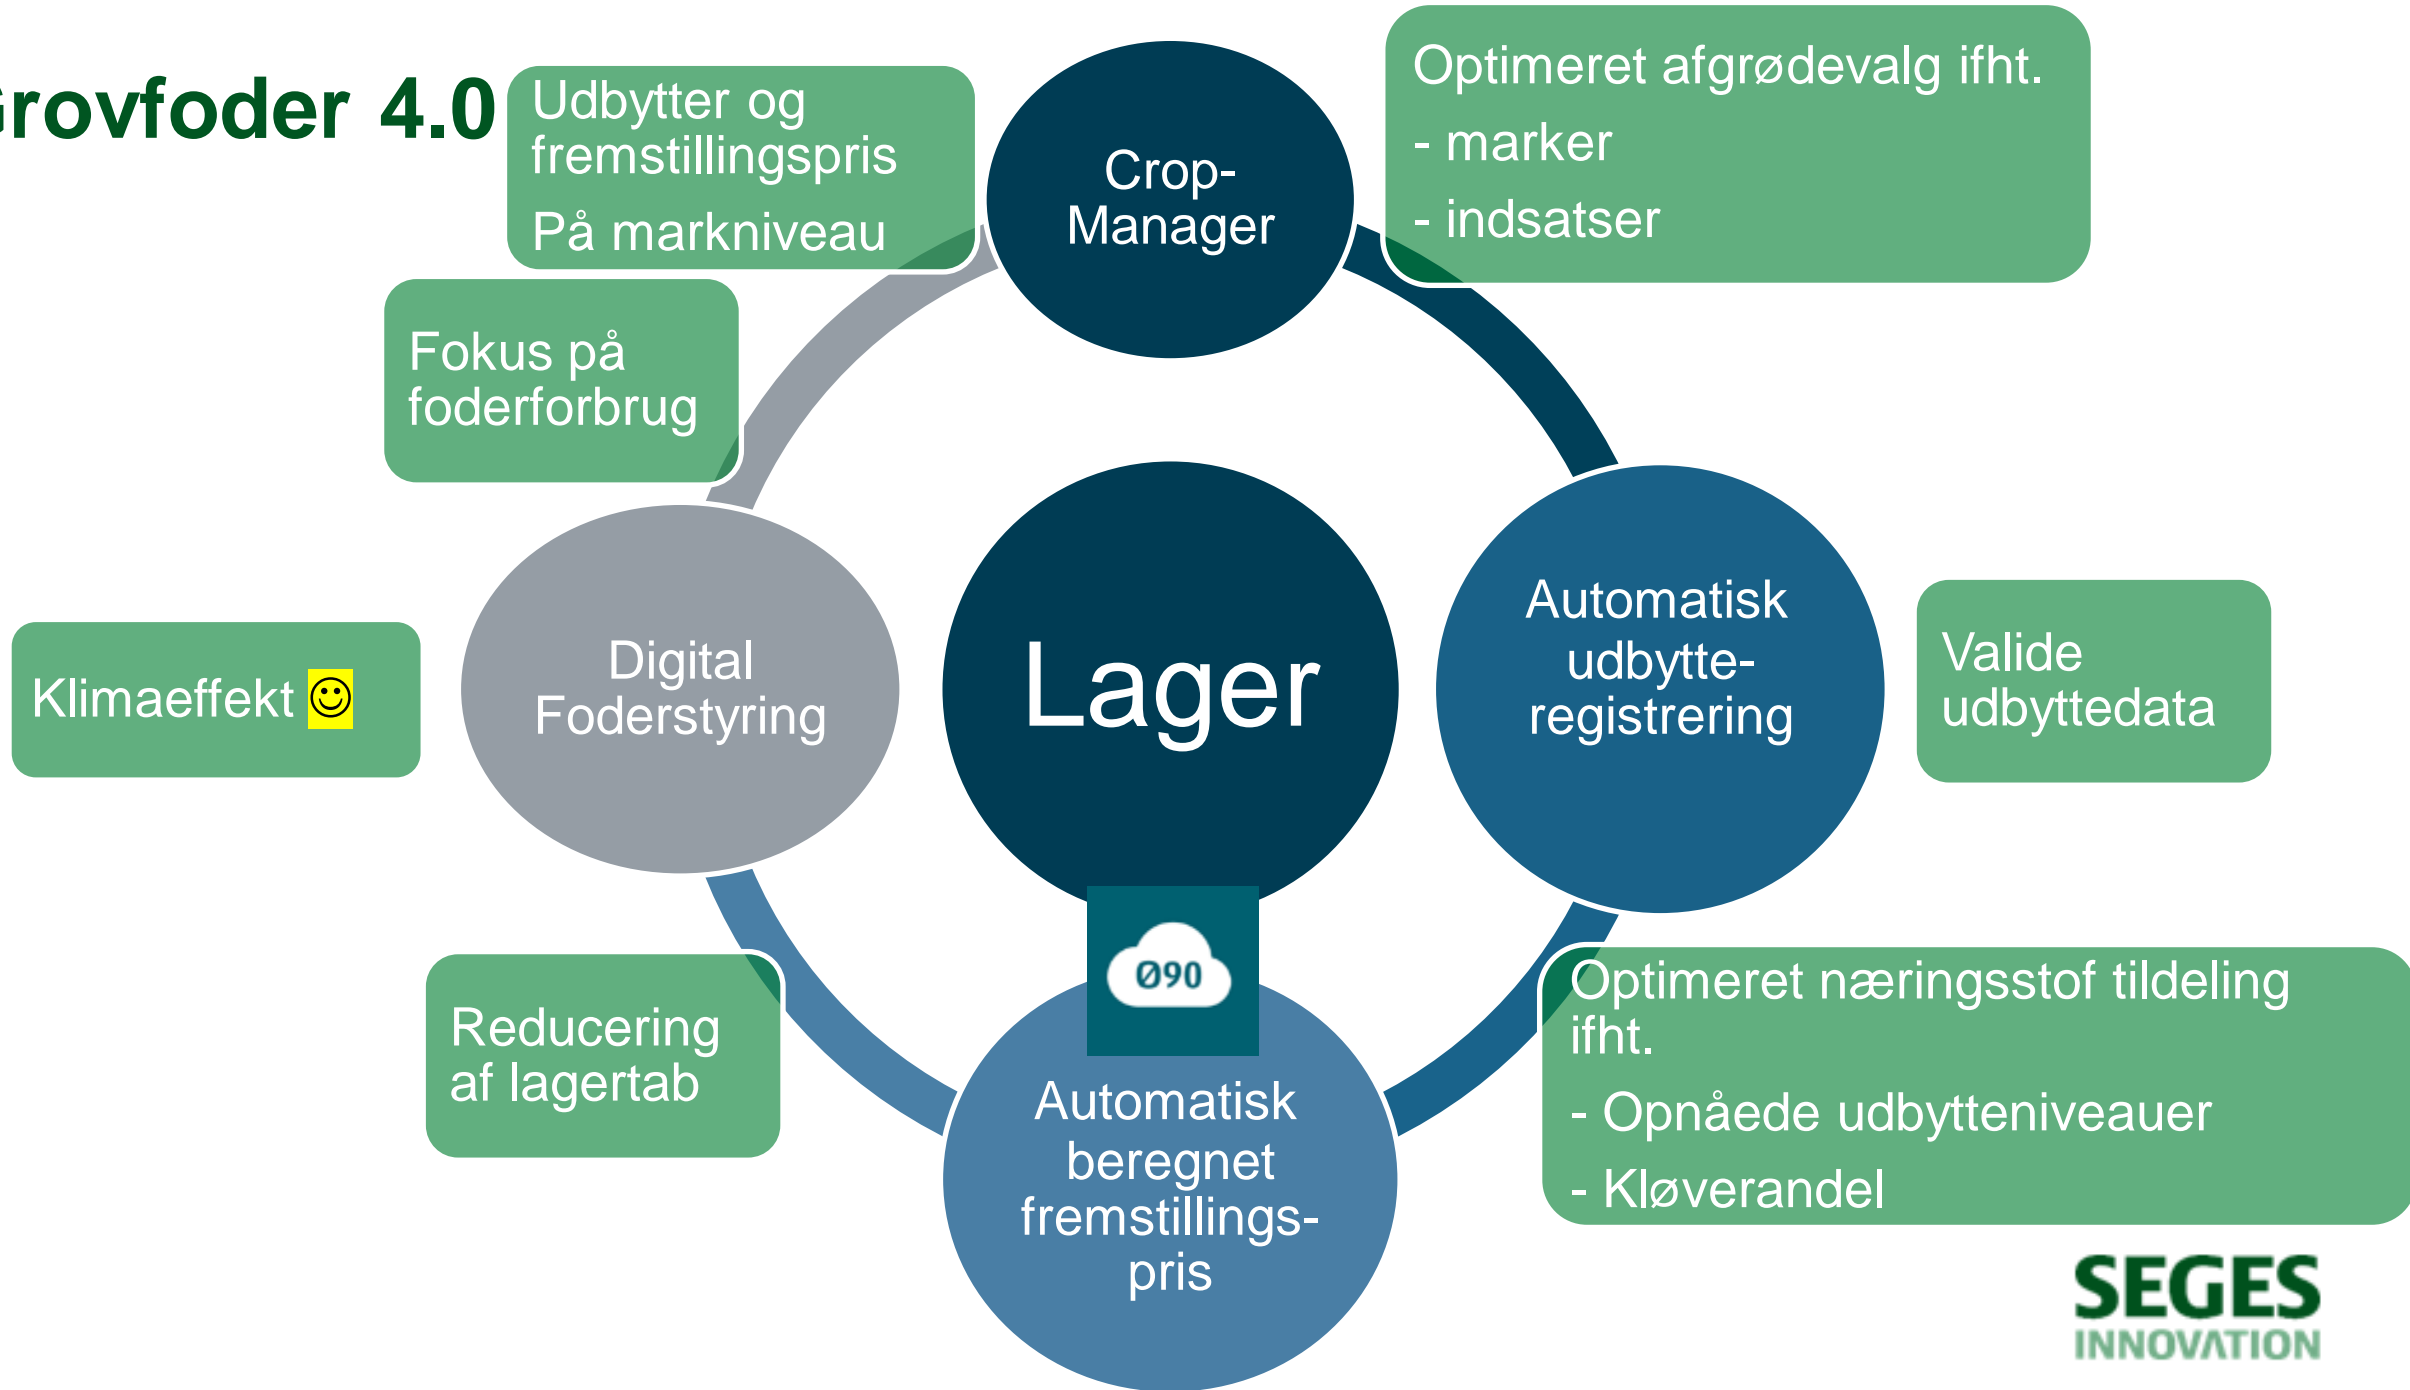 Grovfoder 4.0
Udbytter og
fremstillingspris
På markniveau
Crop-
Manager
Optimeret afgrødevalg ifht.
- marker
- indsatser
Fokus på
foderforbrug
Klimaeffekt ☺
Digital
Foderstyring
Lager
Automatisk
udbytte-
registrering
Valide
udbyttedata
Ø90
Reducering
af lagertab
Automatisk
beregnet
fremstillings-
pris
Optimeret næringsstof tildeling
ifht.
- Opnåede udbytteniveauer
- Kløverandel
SEGES
INNOVATION